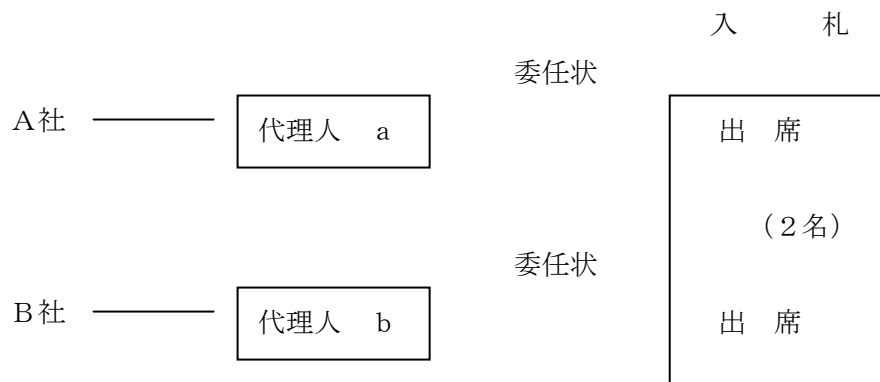 入　　札
委任状
A社
代理人　a
出　席
（２名）
委任状
B社
代理人　b
出　席